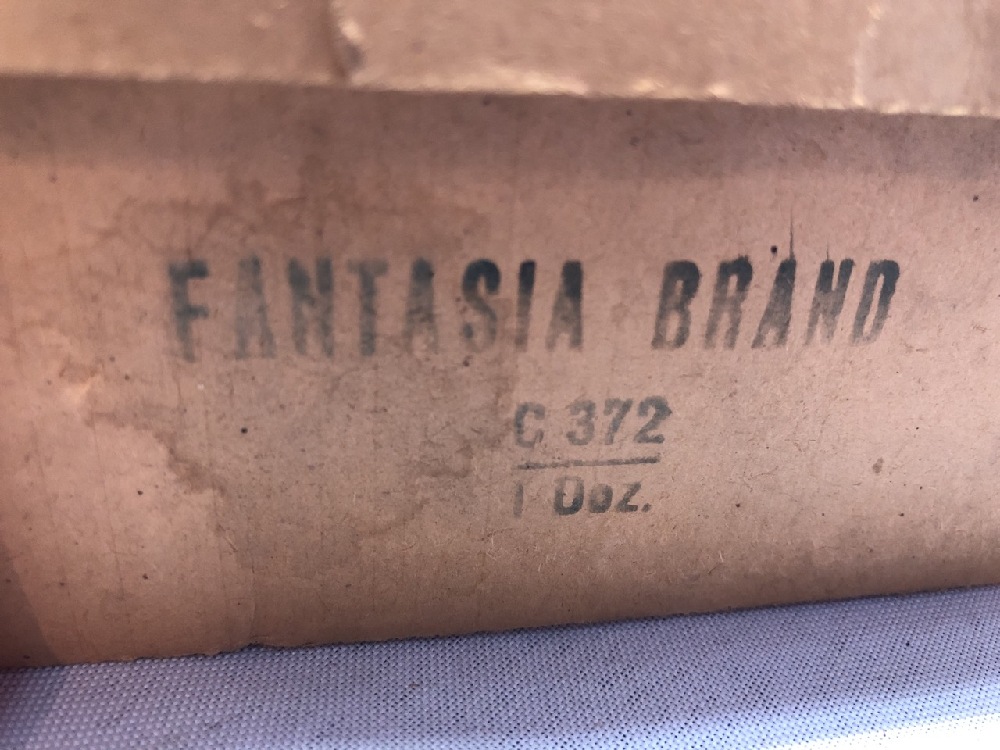 FANTASIA BRAND
C 372
1 Doz.